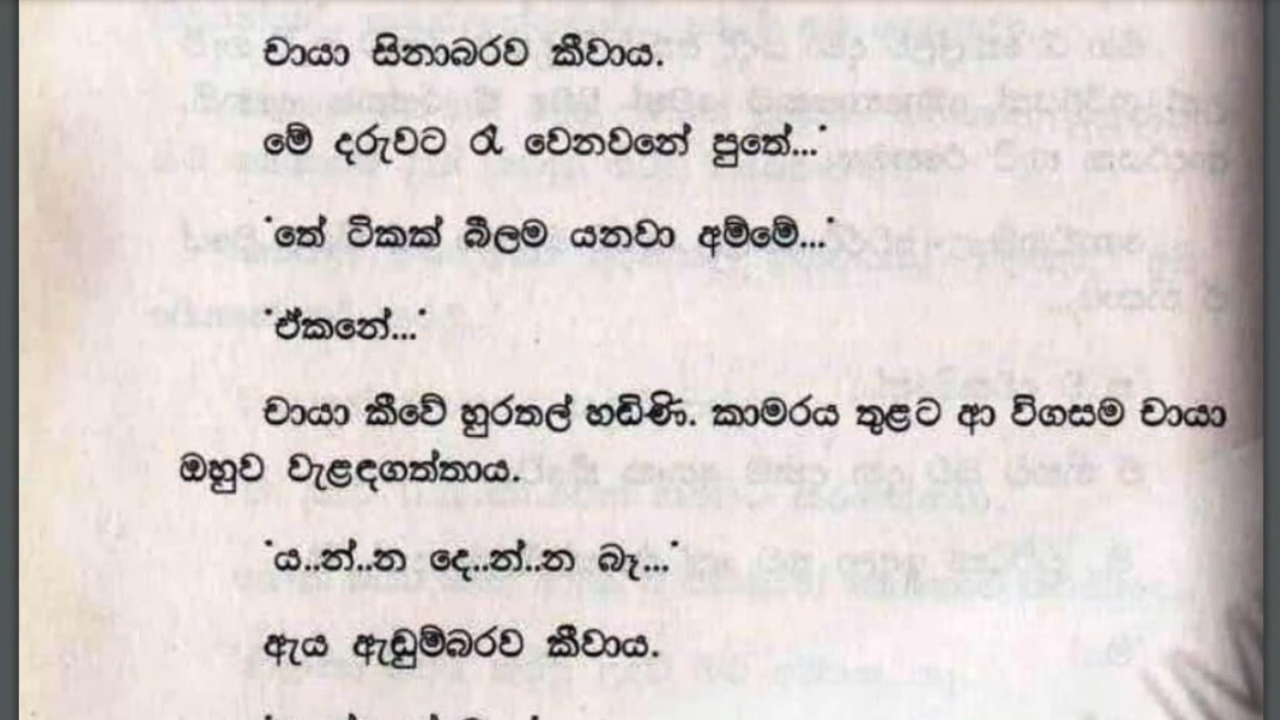 චායා සිනාබරව කීවාය.
මේ දරුවට රෑ වෙනවනේ පුතේ...'
'තේ ටිකක් බීලම යනවා අම්මේ...'
'ඒකනේ...'
චායා කීවේ හුරතල් හඬිණි. කාමරය තුළට ආ විගසම චායා
ඔහුව වැළඳගත්තාය.
'ය..න්..න දෙ..න්..න බෑ...'
ඇය ඇඬුම්බරව කීවාය.